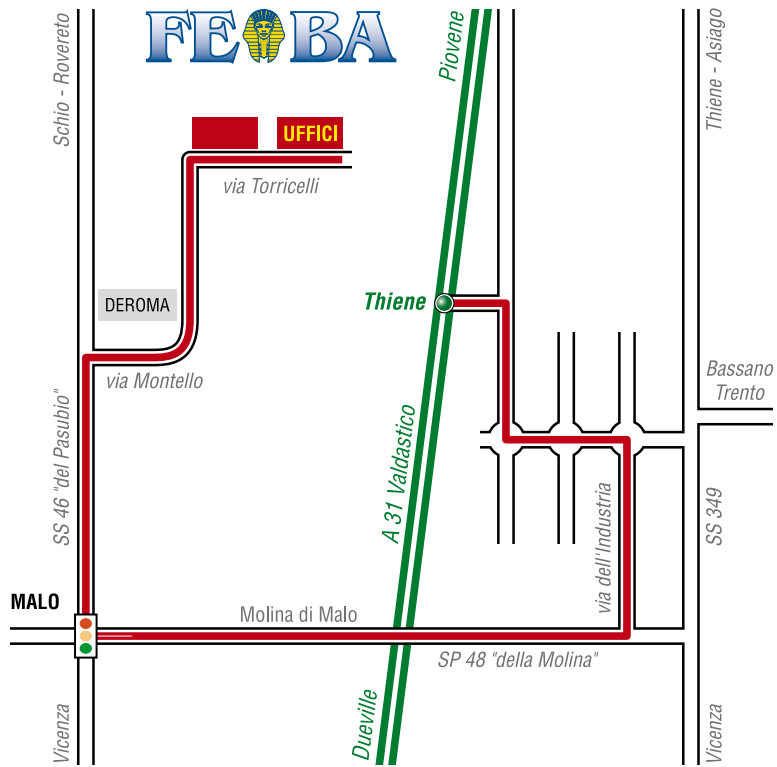 FEBA
Schio - Rovereto
Piovene
Thiene - Asiago
UFFICI
via Torricelli
DEROMA
Thiene
via Montello
Bassano
Trento
SS 46 "del Pasubio"
A 31 Valdastico
via dell'Industria
SS 349
MALO
Molina di Malo
SP 48 "della Molina"
Vicenza
Dueville
Vicenza